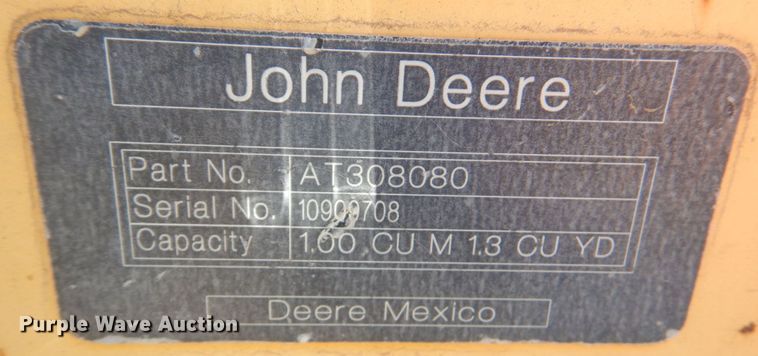 John Deere
Part No. AT308080
Serial No. 10900708
Capacity 1.00 CU M 1.3 CU YD
Deere Mexico
Purple Wave Auction